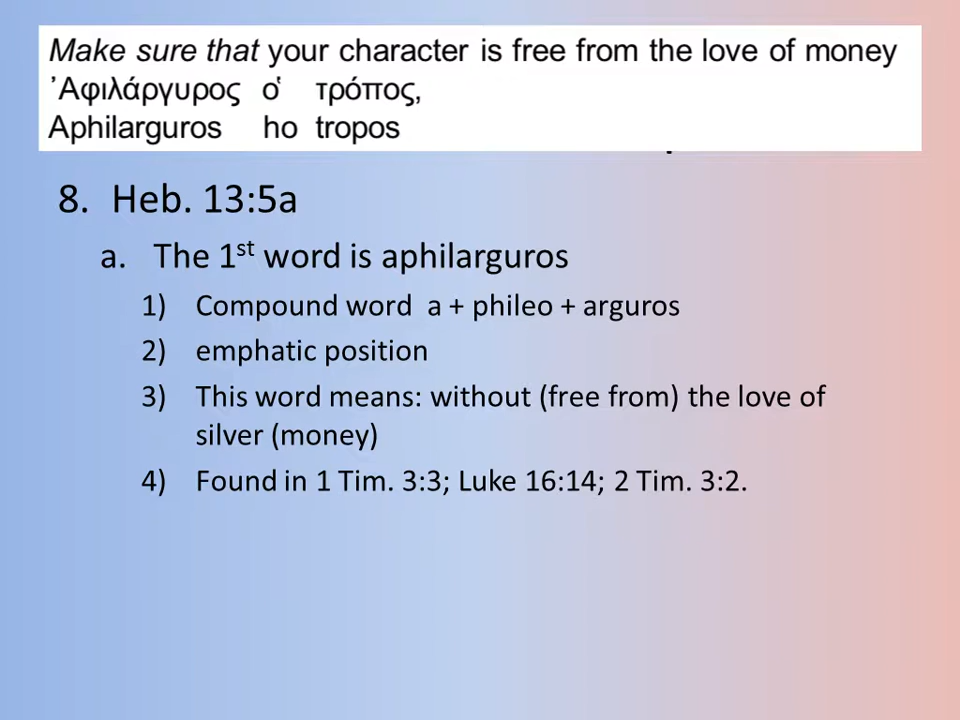 Make sure that your character is free from the love of money
᾿Αφιλάργυρος ὁ τρόπος,
Aphilarguros ho tropos
8. Heb. 13:5a
a. The 1st word is aphilarguros
1) Compound word a + phileo + arguros
2) emphatic position
3) This word means: without (free from) the love of
silver (money)
4) Found in 1 Tim. 3:3; Luke 16:14; 2 Tim. 3:2.